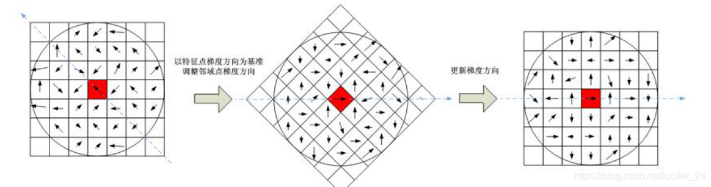 以特征点梯度方向为基准
调整邻域点梯度方向
更新梯度方向
https://blog.csdn.net/lucifer_24